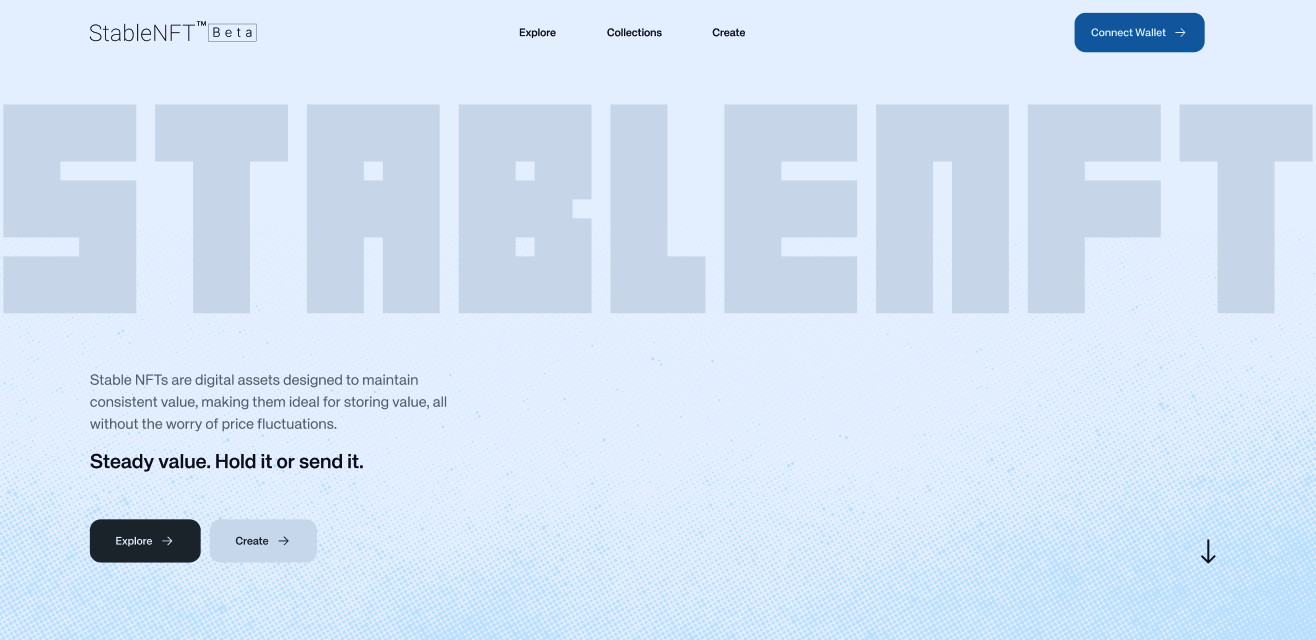 StableNFT™ Beta
Explore
Collections
Create
Connect Wallet
STABLENFT
Stable NFTs are digital assets designed to maintain
consistent value, making them ideal for storing value, all
without the worry of price fluctuations.
Steady value. Hold it or send it.
Explore
Create